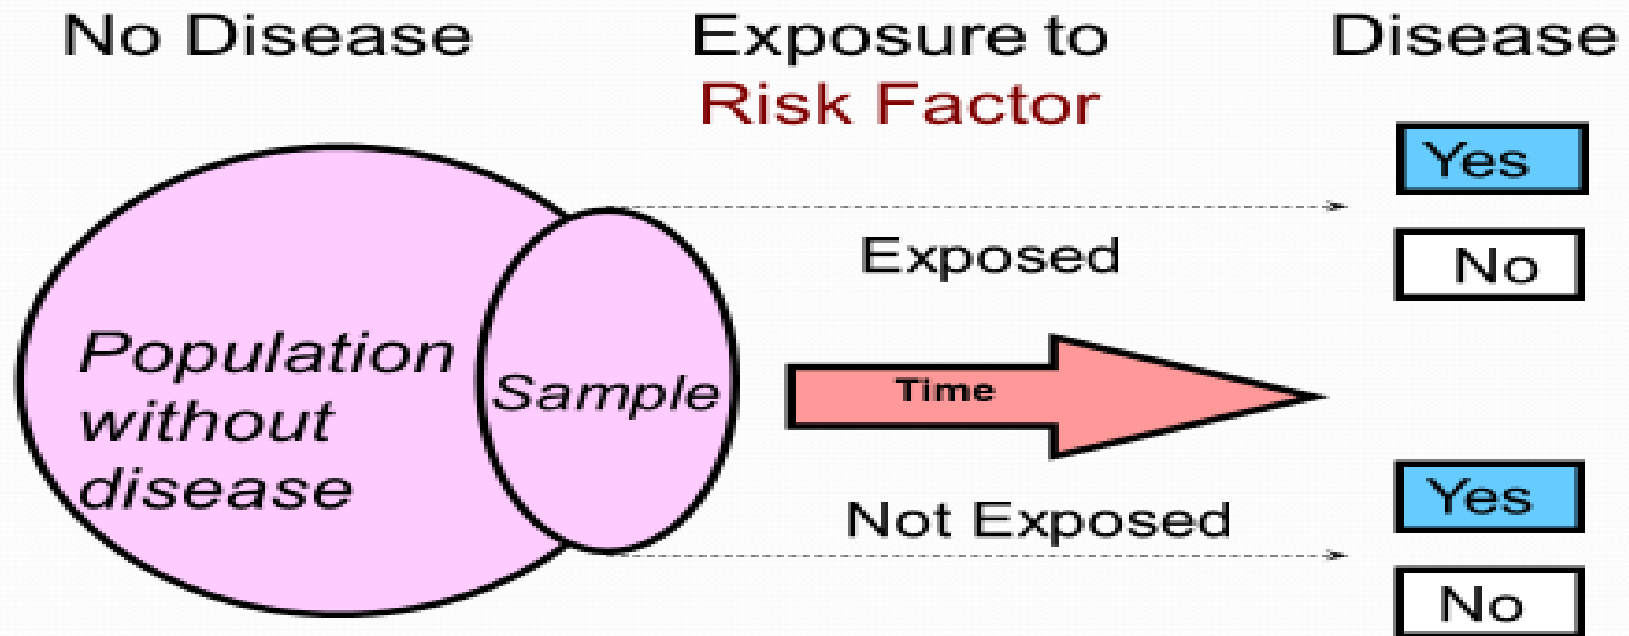 No Disease
Exposure to
Risk Factor
Disease
Yes
Exposed
No
Population
without
disease
Sample
Time
Not Exposed
Yes
No